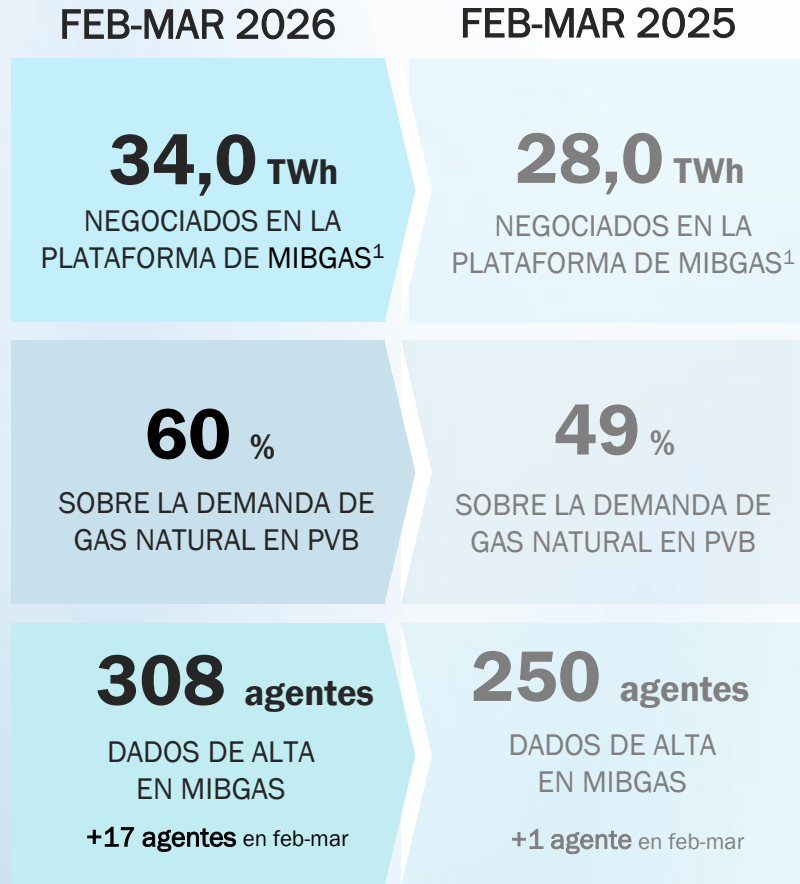 FEB-MAR 2026
34,0 TWh
NEGOCIADOS EN LA
PLATAFORMA DE MIBGAS¹
60 %
SOBRE LA DEMANDA DE
GAS NATURAL EN PVB
308 agentes
DADOS DE ALTA
EN MIBGAS
+17 agentes en feb-mar
FEB-MAR 2025
28,0 TWh
NEGOCIADOS EN LA
PLATAFORMA DE MIBGAS¹
49 %
SOBRE LA DEMANDA DE
GAS NATURAL EN PVB
250 agentes
DADOS DE ALTA
EN MIBGAS
+1 agente en feb-mar